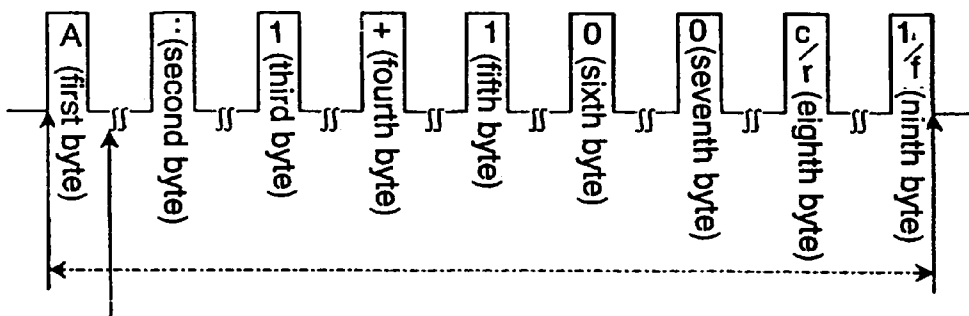 A (first byte)
: (second byte)
1 (third byte)
+ (fourth byte)
1 (fifth byte)
0 (sixth byte)
0 (seventh byte)
c/r (eighth byte)
(ninth byte)